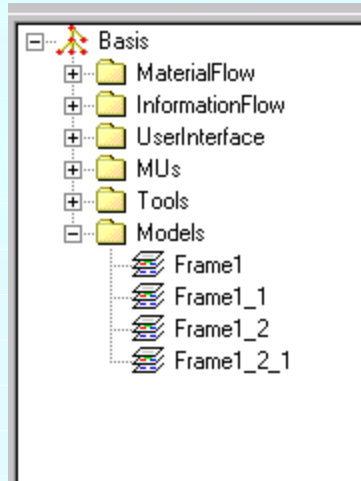 Basis
MaterialFlow
InformationFlow
UserInterface
MUs
Tools
Models
Frame1
Frame1_1
Frame1_2
Frame1_2_1